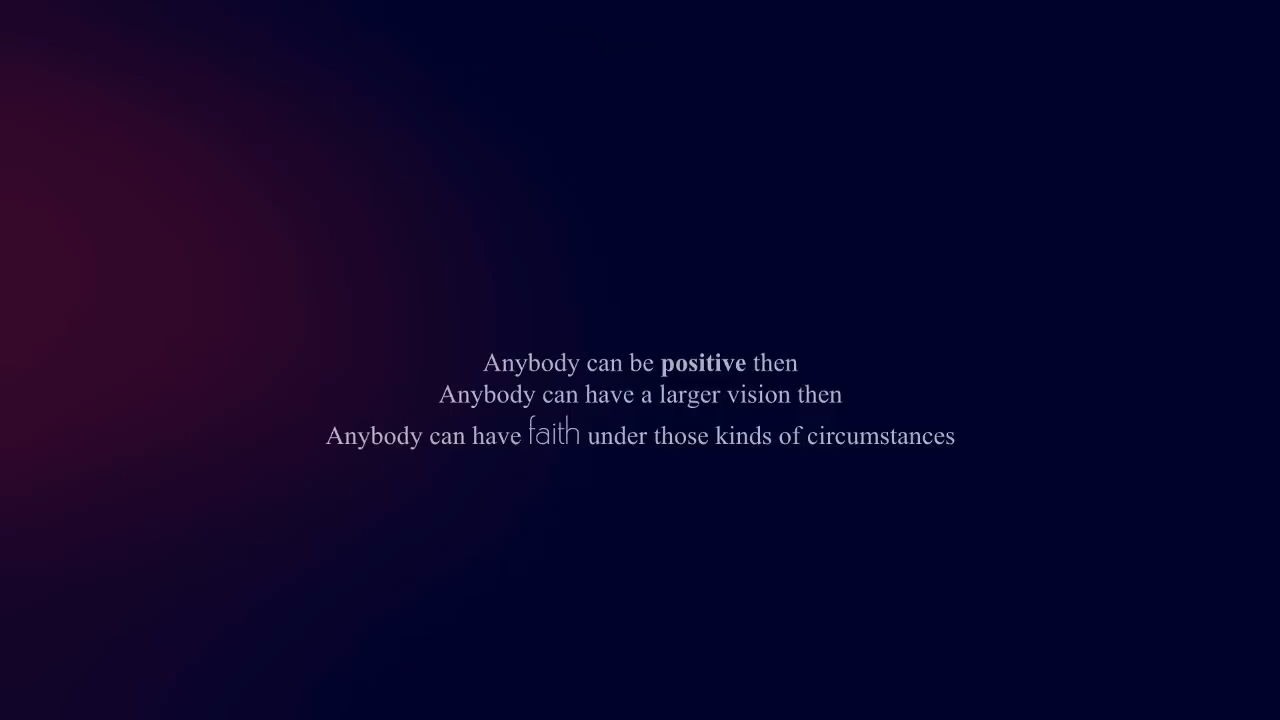 Anybody can be positive then
Anybody can have a larger vision then
Anybody can have faith under those kinds of circumstances